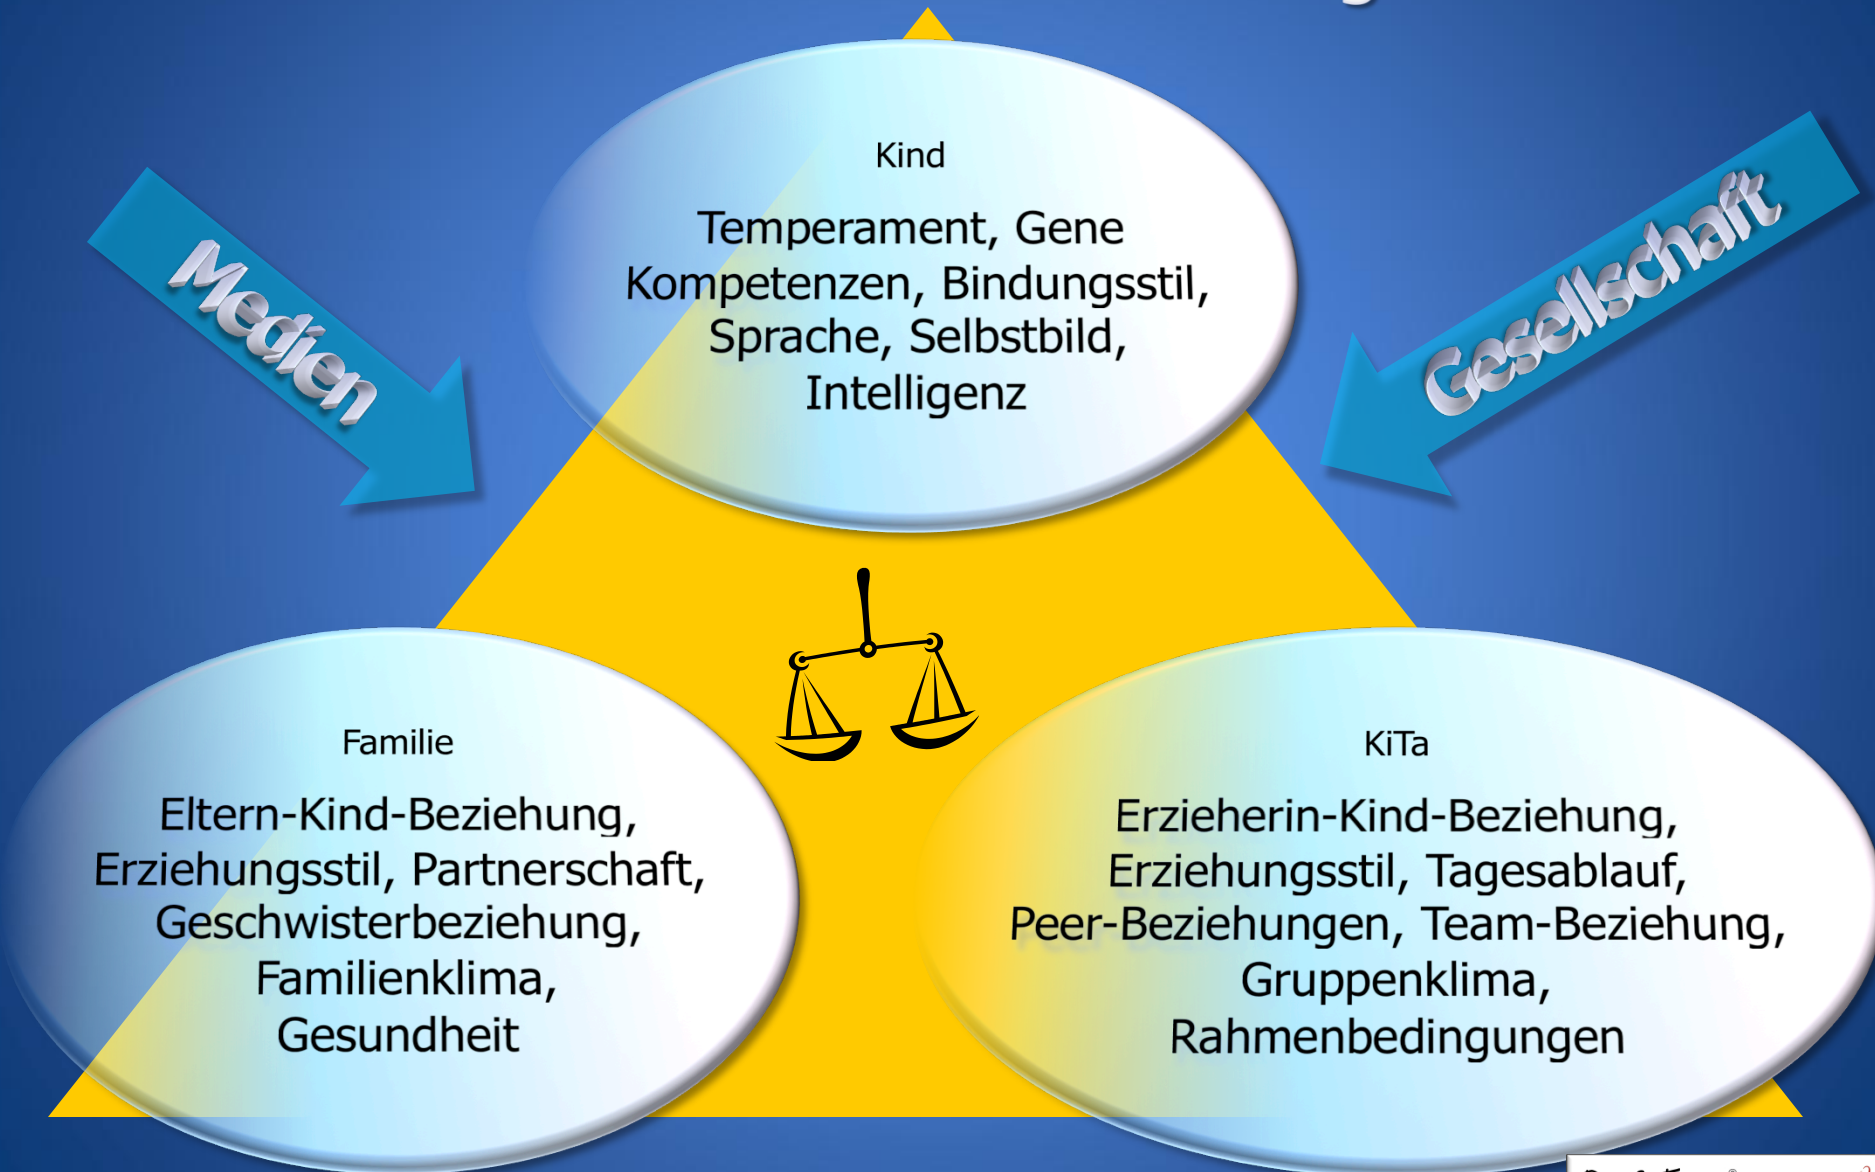 Kind
Temperament, Gene
Kompetenzen, Bindungsstil,
Sprache, Selbstbild,
Intelligenz
Medien
Gesellschaft
Familie
Eltern-Kind-Beziehung,
Erziehungsstil, Partnerschaft,
Geschwisterbeziehung,
Familienklima,
Gesundheit
KiTa
Erzieherin-Kind-Beziehung,
Erziehungsstil, Tagesablauf,
Peer-Beziehungen, Team-Beziehung,
Gruppenklima,
Rahmenbedingungen